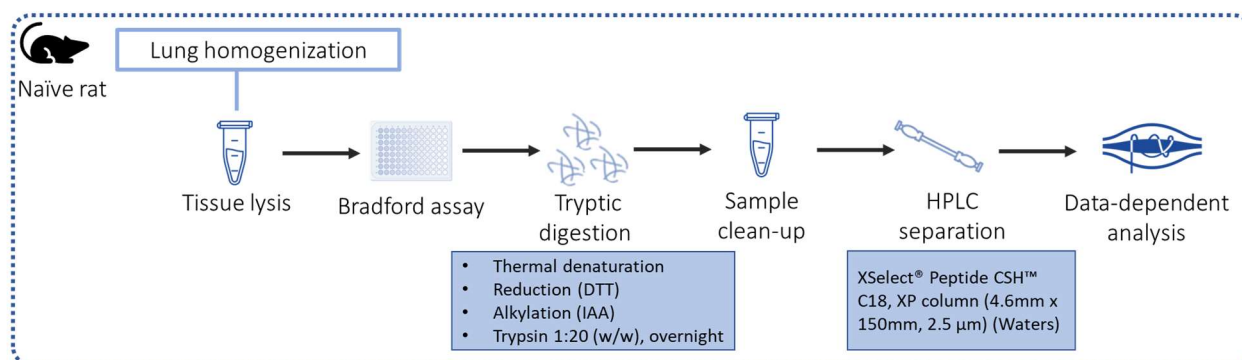 Lung homogenization
Naïve rat
Tissue lysis
Bradford assay
Tryptic
digestion
Sample
clean-up
HPLC
separation
Data-dependent
analysis
• Thermal denaturation
• Reduction (DTT)
• Alkylation (IAA)
• Trypsin 1:20 (w/w), overnight
XSelect® Peptide CSH™
C18, XP column (4.6mm x
150mm, 2.5 µm) (Waters)